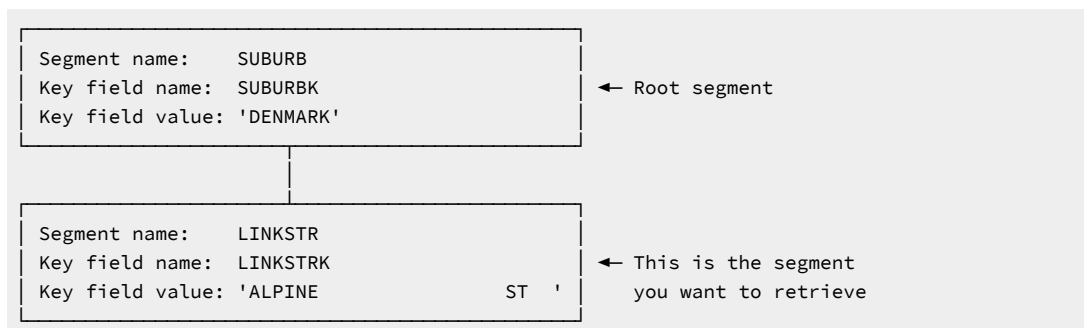 Segment name:    SUBURB
Key field name:  SUBURBK ← Root segment
Key field value: 'DENMARK'
Segment name:    LINKSTR
Key field name:  LINKSTRK ← This is the segment
Key field value: 'ALPINE              ST  ' you want to retrieve